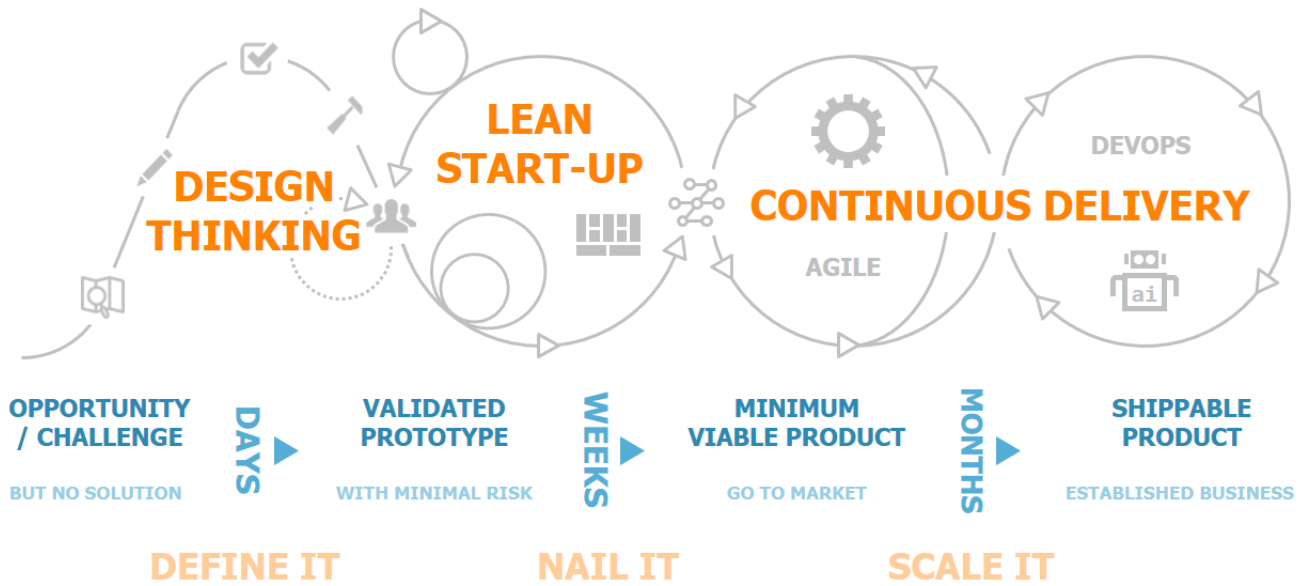 DESIGN
THINKING
LEAN
START-UP
CONTINUOUS DELIVERY
DEVOPS
AGILE
ai
OPPORTUNITY
/ CHALLENGE
BUT NO SOLUTION
DAYS
VALIDATED
PROTOTYPE
WITH MINIMAL RISK
WEEKS
MINIMUM
VIABLE PRODUCT
GO TO MARKET
MONTHS
SHIPPABLE
PRODUCT
ESTABLISHED BUSINESS
DEFINE IT
NAIL IT
SCALE IT